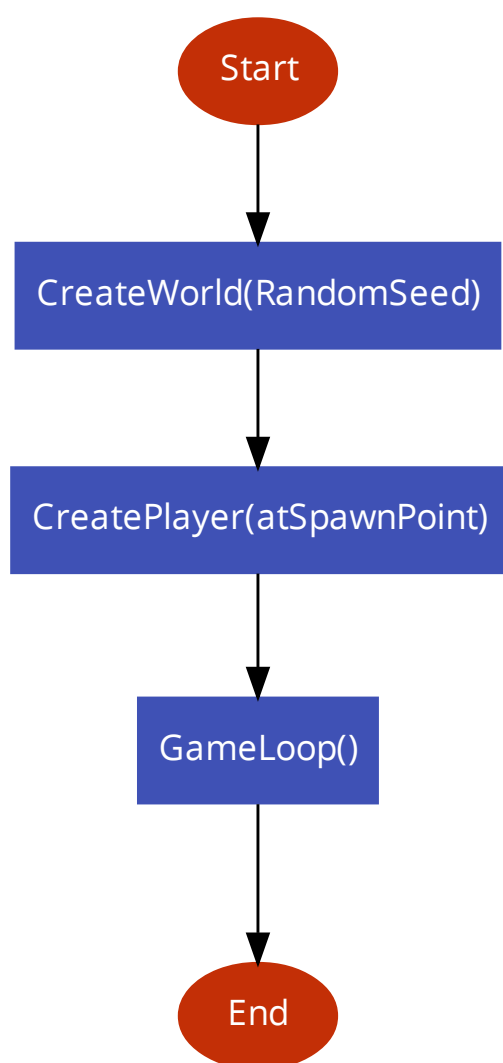 Start
CreateWorld(RandomSeed)
CreatePlayer(atSpawnPoint)
GameLoop()
End